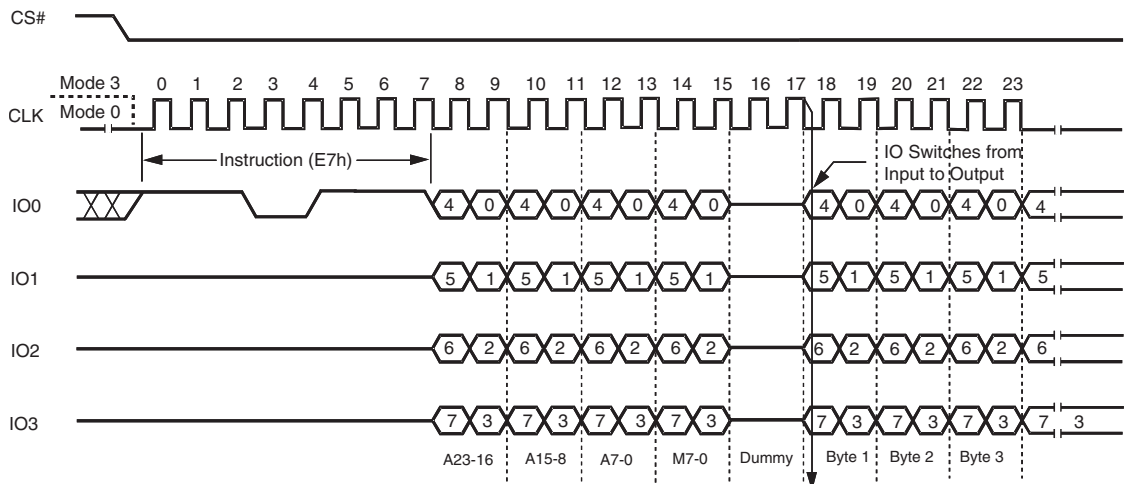 CS#
Mode 3
0 1 2 3 4 5 6 7 8 9 10 11 12 13 14 15 16 17 18 19 20 21 22 23
CLK
Mode 0
Instruction (E7h)
IO Switches from
Input to Output
IO0
4 0 4 0 4 0 4 0 4 0 4 0 4 0 4
IO1
5 1 5 1 5 1 5 1 5 1 5 1 5 1 5
IO2
6 2 6 2 6 2 6 2 6 2 6 2 6 2 6
IO3
7 3 7 3 7 3 7 3 7 3 7 3 7 3 7 3
A23-16 A15-8 A7-0 M7-0 Dummy Byte 1 Byte 2 Byte 3